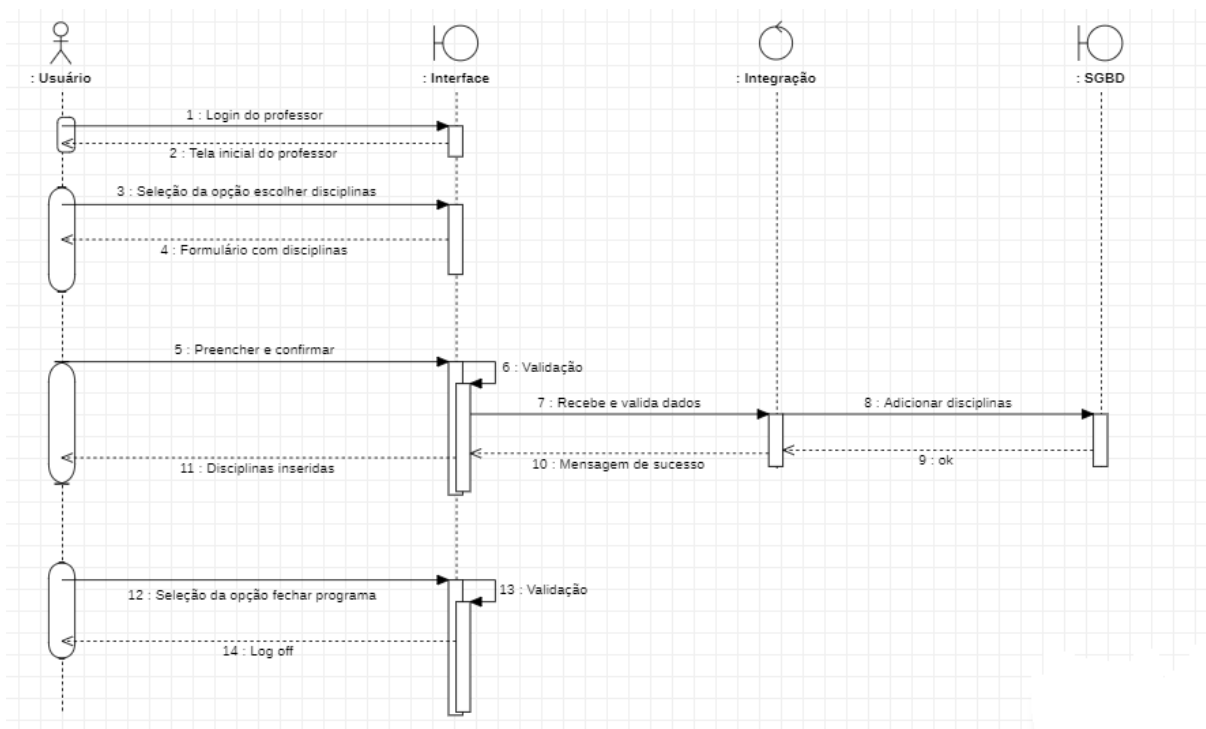 : Usuário
: Interface
: Integração
: SGBD
1 : Login do professor
2 : Tela inicial do professor
3 : Seleção da opção escolher disciplinas
4 : Formulário com disciplinas
5 : Preencher e confirmar
6 : Validação
7 : Recebe e valida dados
8 : Adicionar disciplinas
9 : ok
10 : Mensagem de sucesso
11 : Disciplinas inseridas
12 : Seleção da opção fechar programa
13 : Validação
14 : Log off